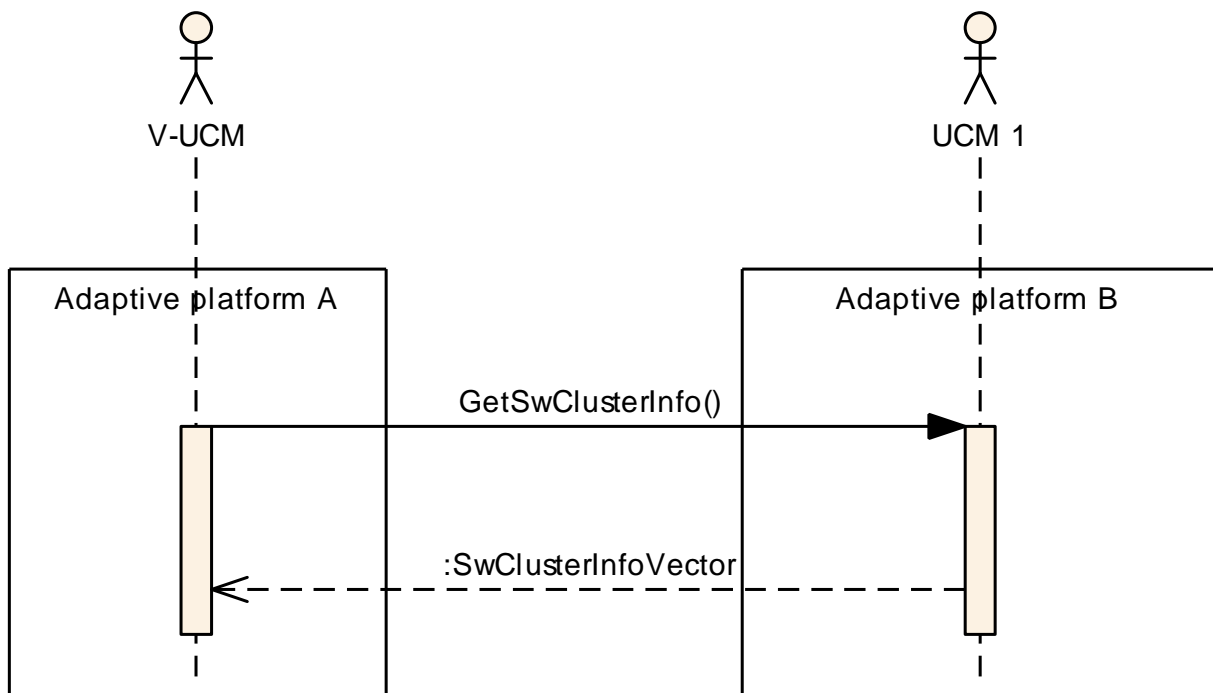 V-UCM
UCM 1
Adaptive platform A
Adaptive platform B
GetSwClusterInfo()
:SwClusterInfoVector